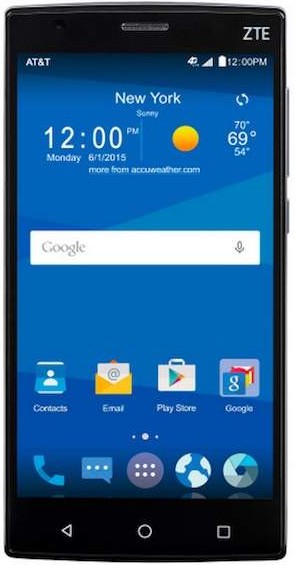 ZTE
AT&T 4G 12:00PM
New York
Sunny
12:00 PM
Monday 6/1/2015
70°
69°
54°
more from accuweather.com
Google
Contacts Email Play Store Google